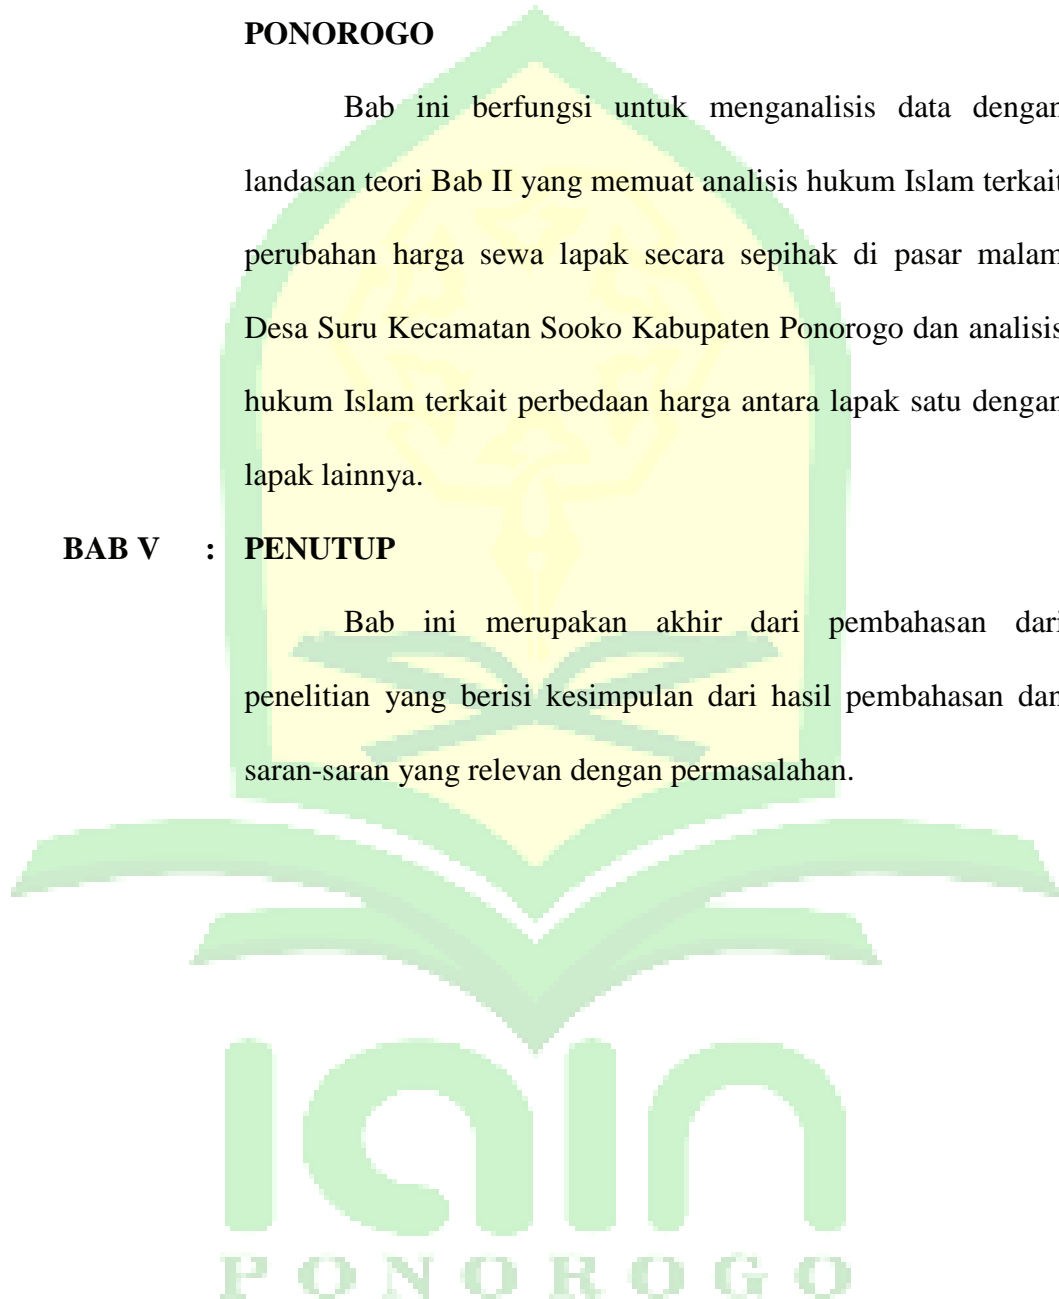 PONOROGO
Bab ini berfungsi untuk menganalisis data dengan
landasan teori Bab II yang memuat analisis hukum Islam terkait
perubahan harga sewa lapak secara sepihak di pasar malam
Desa Suru Kecamatan Sooko Kabupaten Ponorogo dan analisis
hukum Islam terkait perbedaan harga antara lapak satu dengan
lapak lainnya.
BAB V : PENUTUP
Bab ini merupakan akhir dari pembahasan dari
penelitian yang berisi kesimpulan dari hasil pembahasan dan
saran-saran yang relevan dengan permasalahan.
iain
PONOROGO